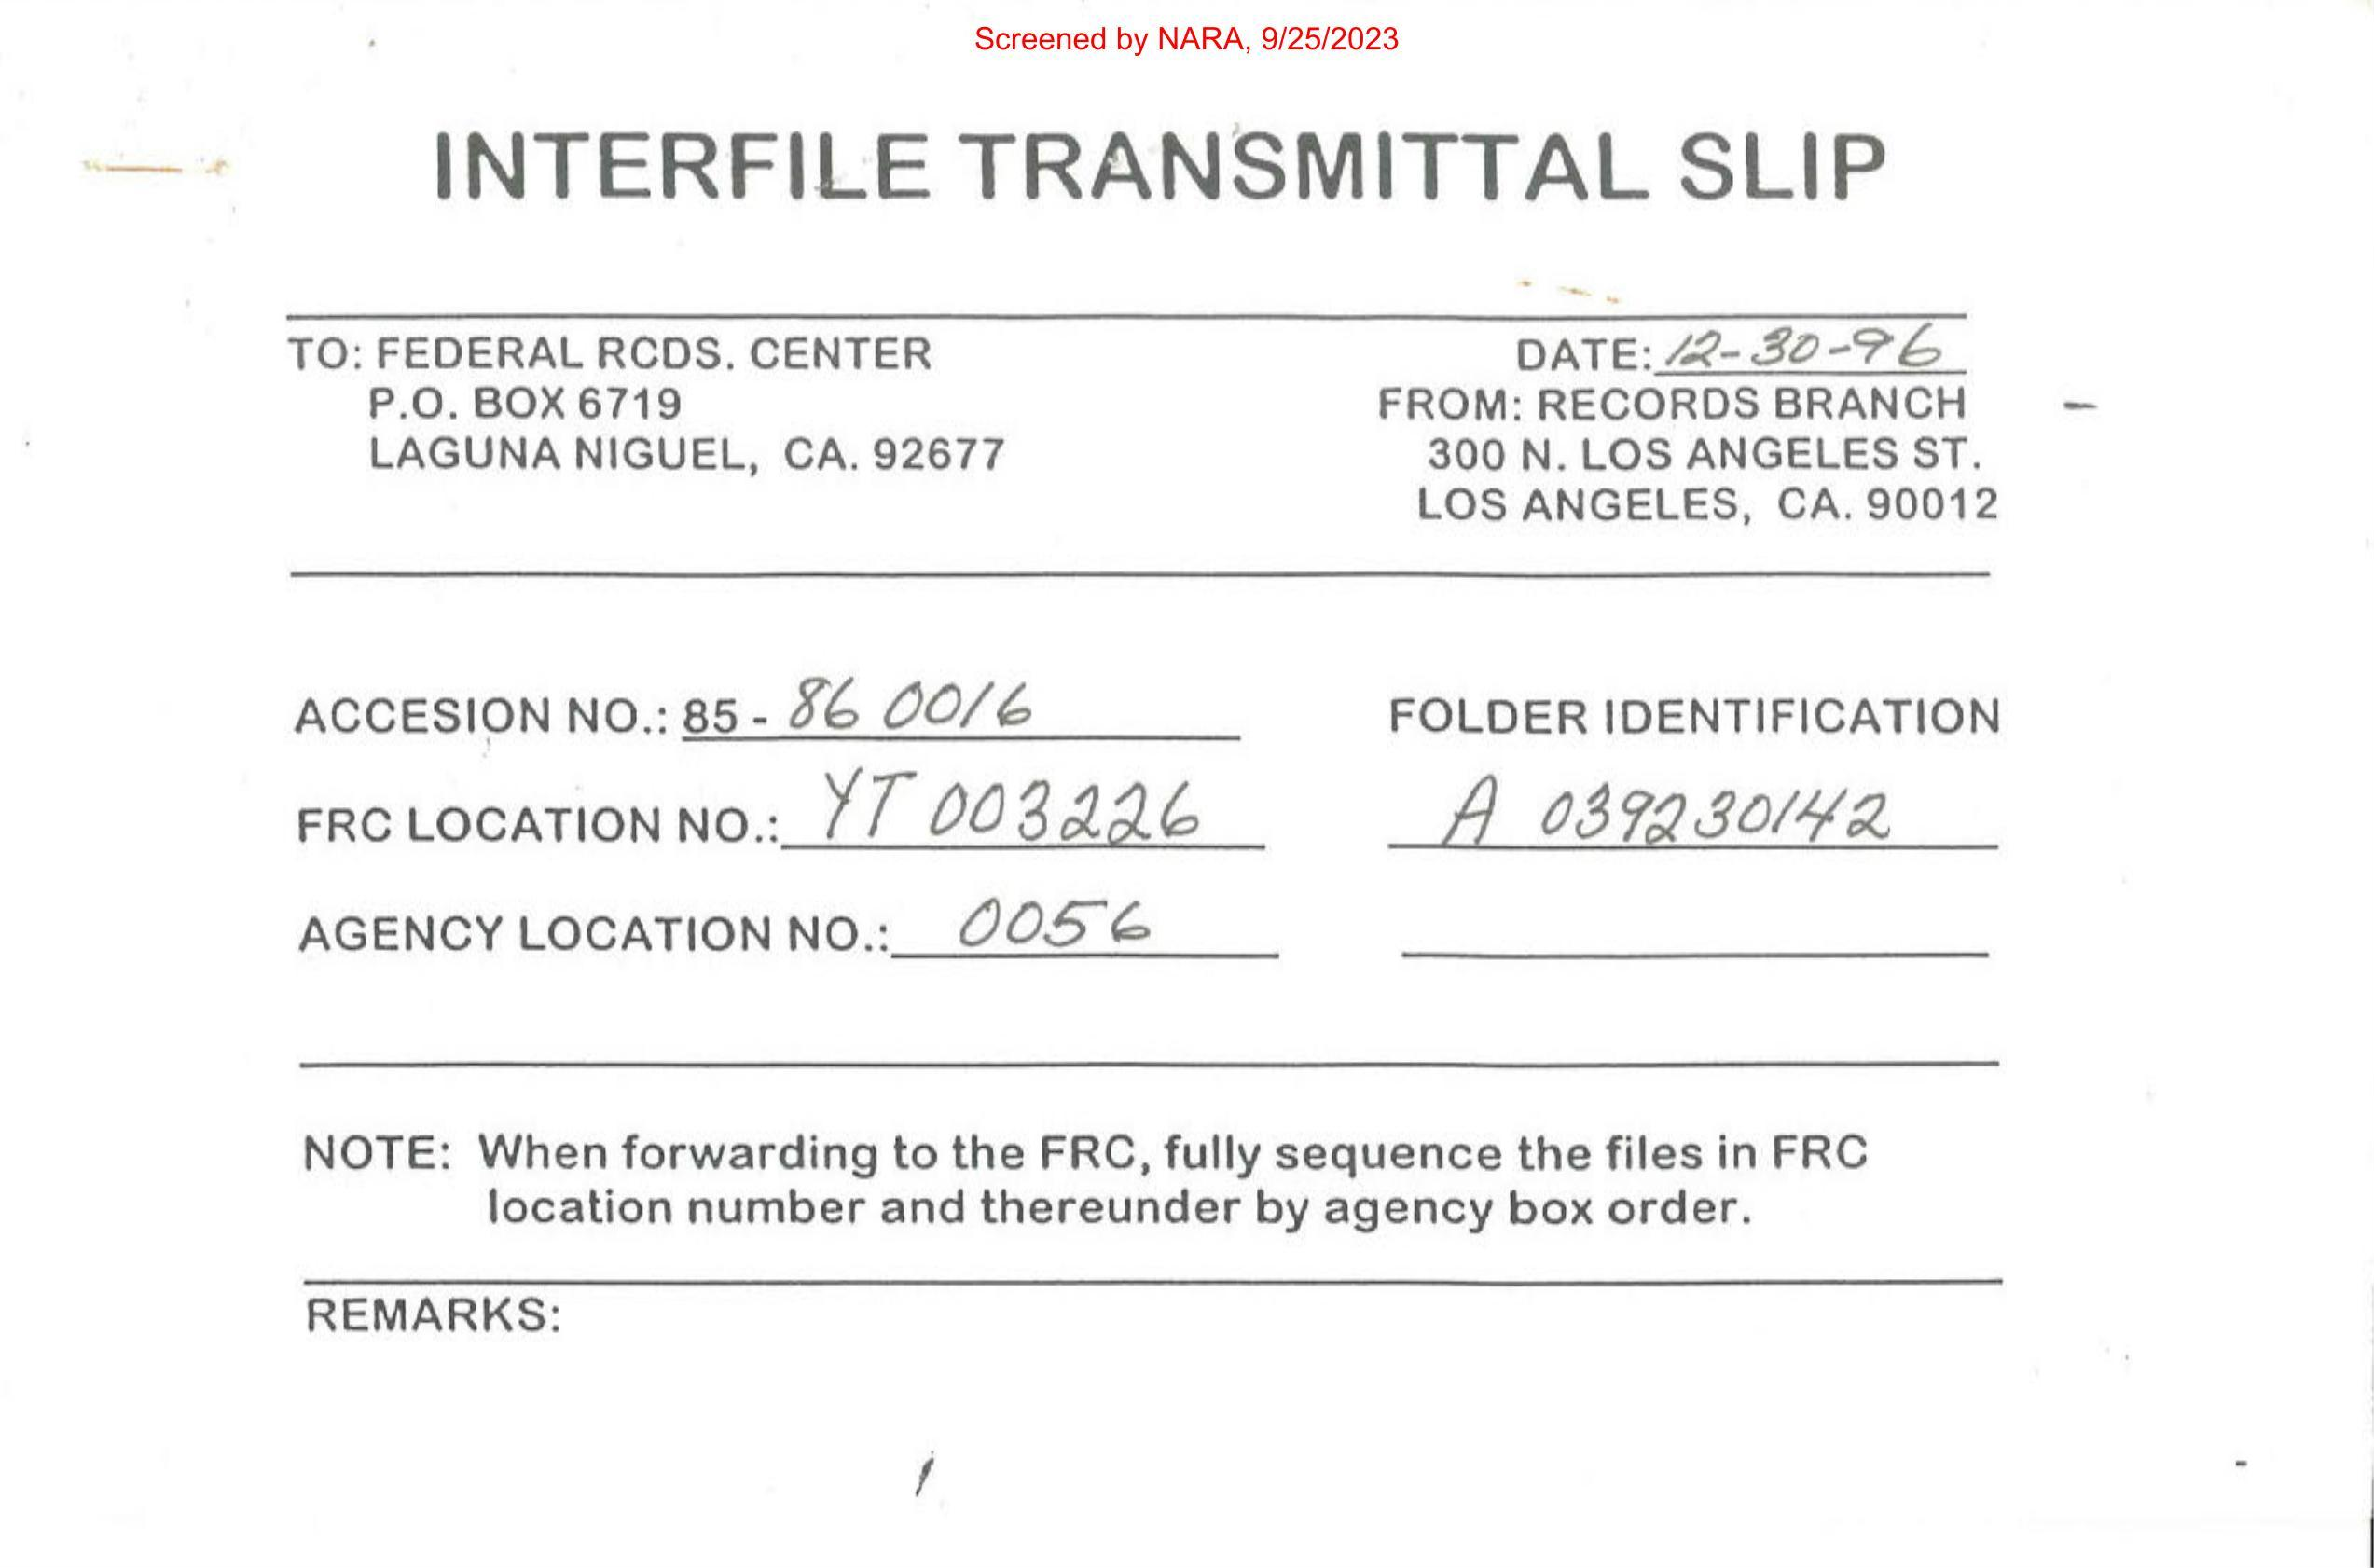 Screened by NARA, 9/25/2023
INTERFILE TRANSMITTAL SLIP
TO: FEDERAL RCDS. CENTER
P.O. BOX 6719
LAGUNA NIGUEL, CA. 92677
DATE: 12-30-96
FROM: RECORDS BRANCH
300 N. LOS ANGELES ST.
LOS ANGELES, CA. 90012
ACCESION NO.: 85 - 86 0016
FRC LOCATION NO.: YT 003226
AGENCY LOCATION NO.: 0056
FOLDER IDENTIFICATION
A 039230142
NOTE: When forwarding to the FRC, fully sequence the files in FRC
location number and thereunder by agency box order.
REMARKS: